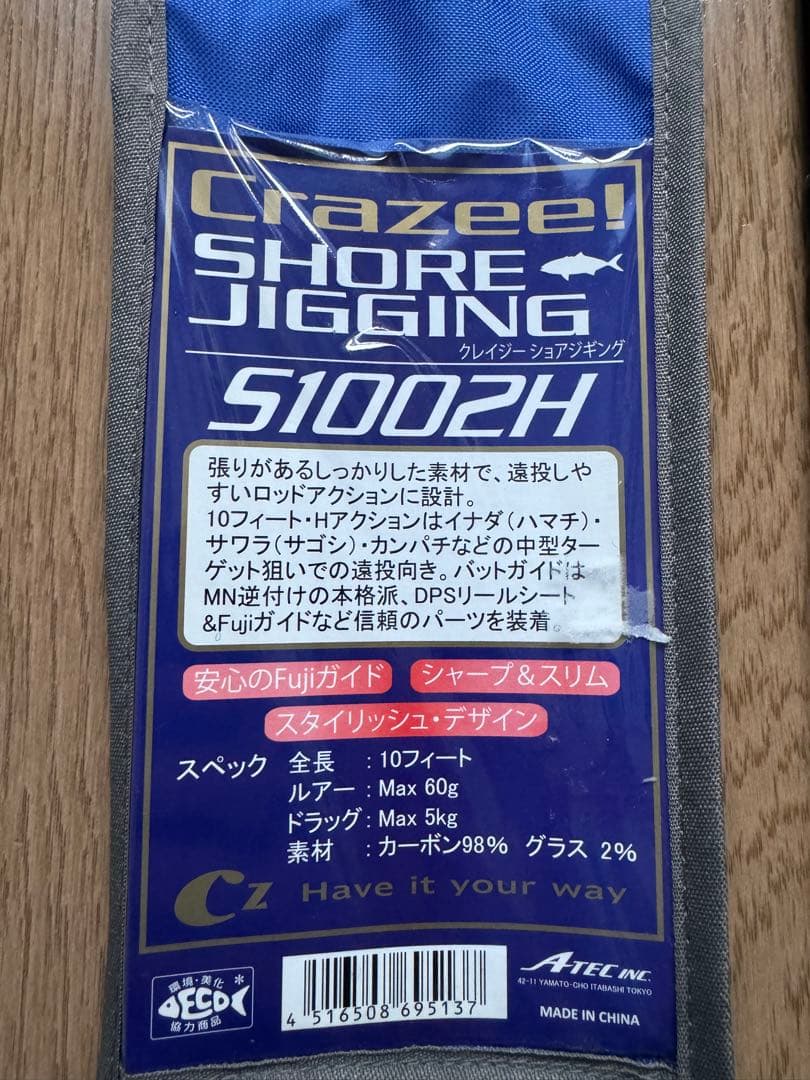 Crazee!
SHORE
JIGGING
クレイジー ショアジギング
S1002H
張りがあるしっかりした素材で、遠投しや
すいロッドアクションに設計。
10フィート・Hアクションはイナダ（ハマチ）・
サワラ（サゴシ）・カンパチなどの中型ター
ゲット狙いでの遠投向き。バットガイドは
MN逆付けの本格派、DPSリールシート
&Fujiガイドなど信頼のパーツを装着。
安心のFujiガイド シャープ＆スリム
スタイリッシュ・デザイン
スペック 全長 : 10フィート
ルアー : Max 60g
ドラッグ : Max 5kg
素材 : カーボン98% グラス 2%
Cz Have it your way
環境・美化
DECO
協力商品
4 516508 695137
A-TEC INC.
42-11 YAMATO-CHO ITABASHI TOKYO
MADE IN CHINA